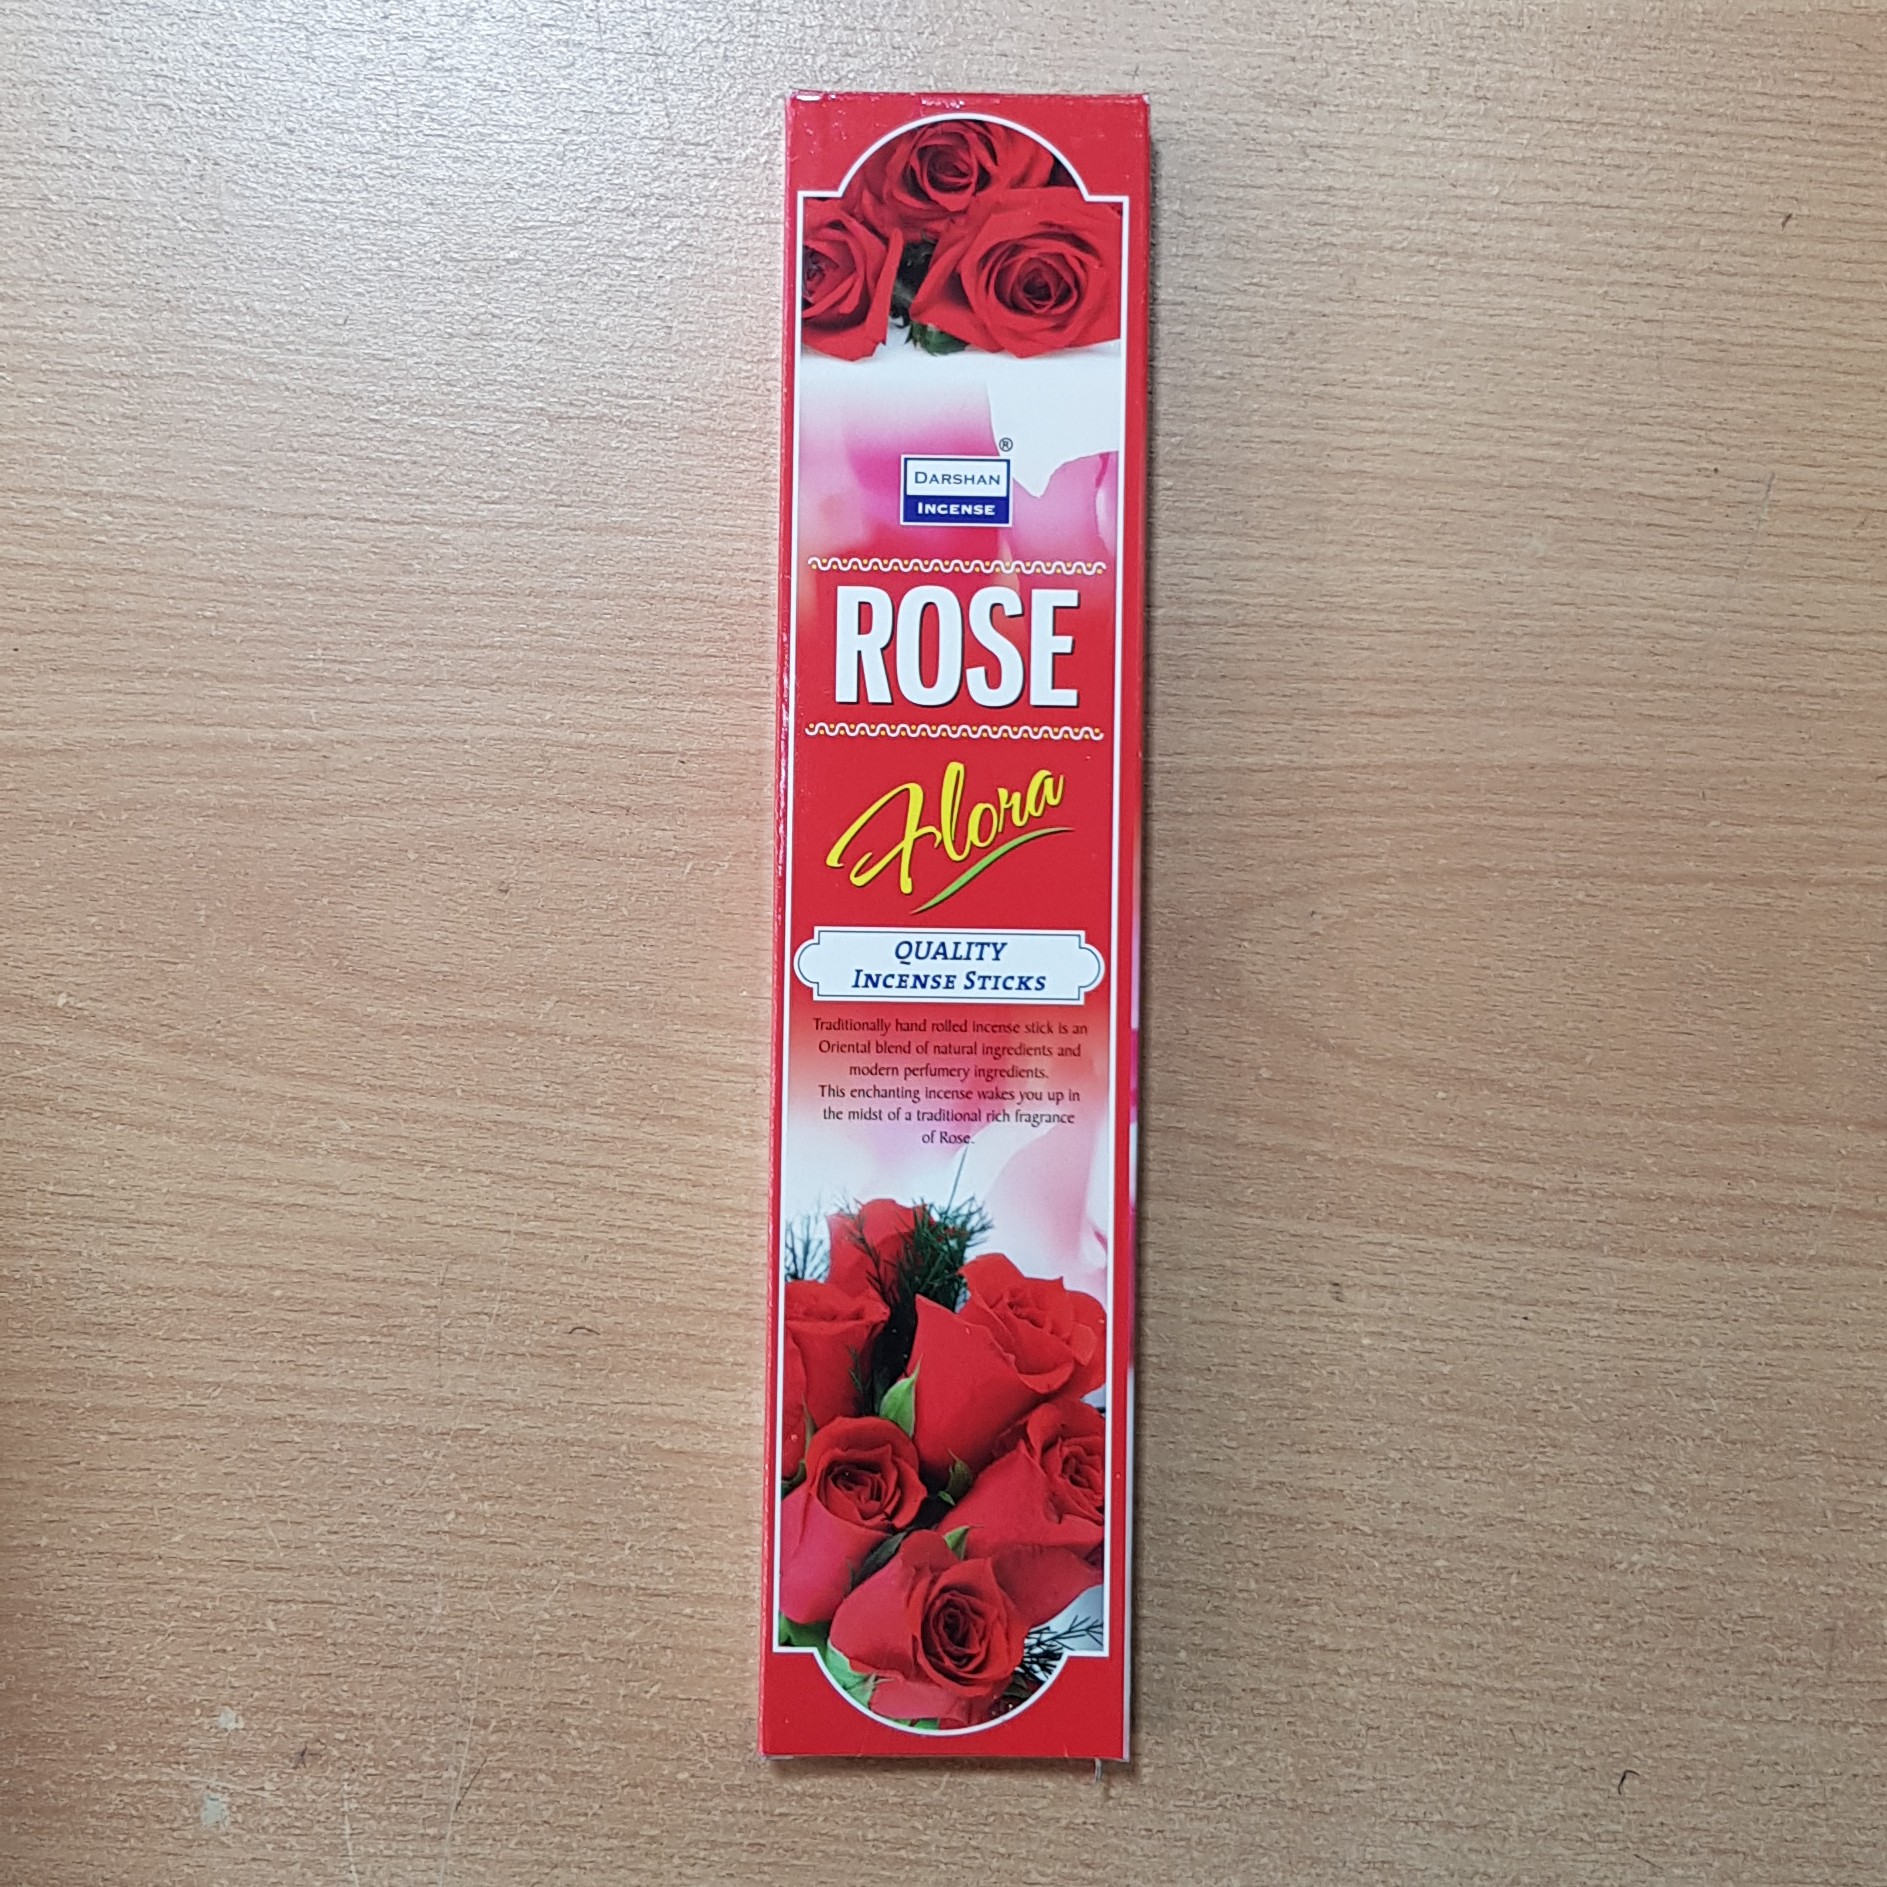 DARSHAN ®
INCENSE
ROSE
Flora
QUALITY
INCENSE STICKS
Traditionally hand rolled incense stick is an
Oriental blend of natural ingredients and
modern perfumery ingredients.
This enchanting incense wakes you up in
the midst of a traditional rich fragrance
of Rose.